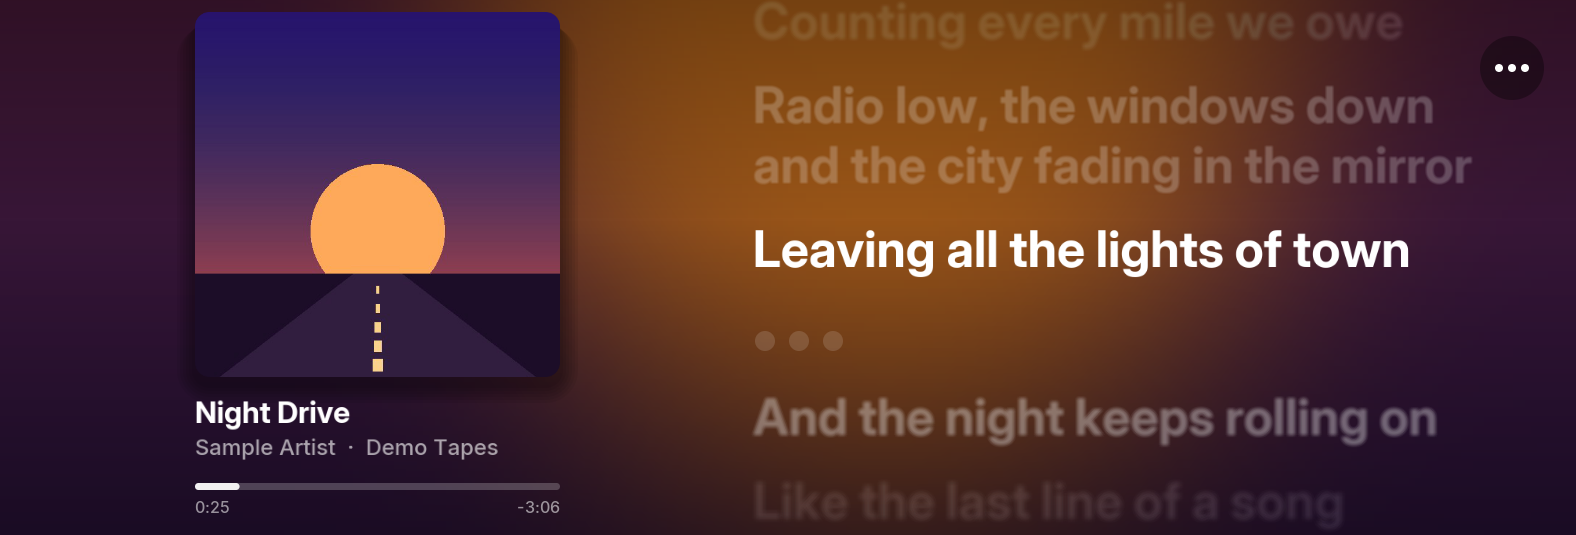 Night Drive
Sample Artist · Demo Tapes
0:25
-3:06
Counting every mile we owe
Radio low, the windows down
and the city fading in the mirror
Leaving all the lights of town
And the night keeps rolling on
Like the last line of a song